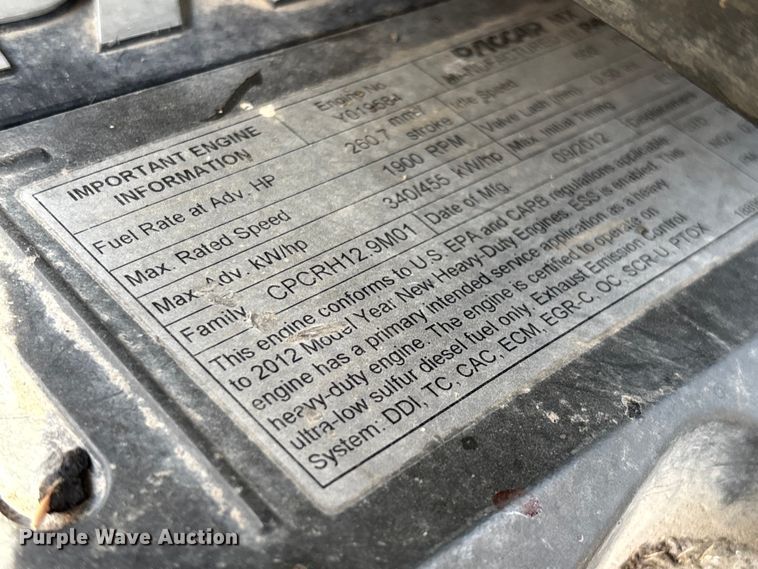 PACCAR MX
IMPORTANT ENGINE
INFORMATION
Engine No.
Y019684
Fuel Rate at Adv. HP 260.7 mm³/
stroke
Idle Speed
Max. Rated Speed 1900 RPM
Valve Lash (mm)
Max. Adv. KW/hp 340/455 kW/hp
Max. Initial Timing
Family CPCRH12.9M01
Date of Mfg. 09/2012
This engine conforms to U.S. EPA and CARB regulations applicable
to 2012 Model Year New Heavy-Duty Engines. ESS is enabled. This
engine has a primary intended service application as a heavy
heavy-duty engine. The engine is certified to operate on
ultra-low sulfur diesel fuel only. Exhaust Emission Control
System: DDI, TC, CAC, ECM, EGR-C, OC, SCR-U, PTOX
Purple Wave Auction